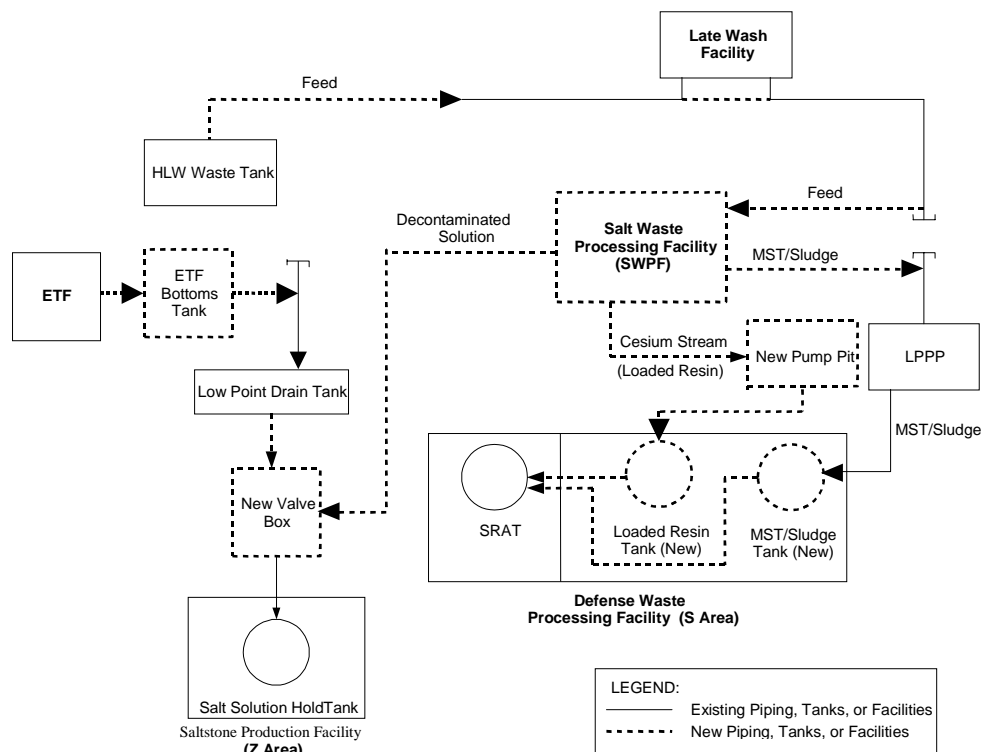 Late Wash
Facility
Feed
HLW Waste Tank
Feed
Decontaminated
Solution
Salt Waste
Processing Facility
(SWPF)
MST/Sludge
ETF
ETF
Bottoms
Tank
Cesium Stream
(Loaded Resin)
New Pump Pit
LPPP
Low Point Drain Tank
MST/Sludge
New Valve
Box
SRAT
Loaded Resin
Tank (New)
MST/Sludge
Tank (New)
Defense Waste
Processing Facility (S Area)
Salt Solution HoldTank
Saltstone Production Facility
(Z Area)
LEGEND:
Existing Piping, Tanks, or Facilities
New Piping, Tanks, or Facilities